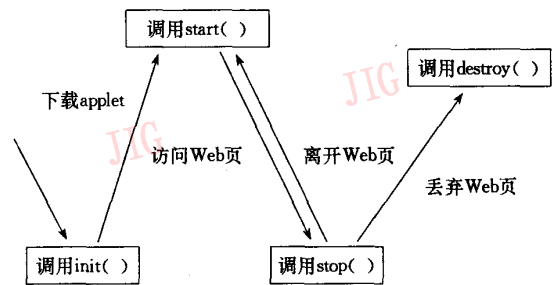 调用start( )
调用destroy( )
下载applet
JIG
JIG
访问Web页
离开Web页
丢弃Web页
调用init( )
调用stop( )